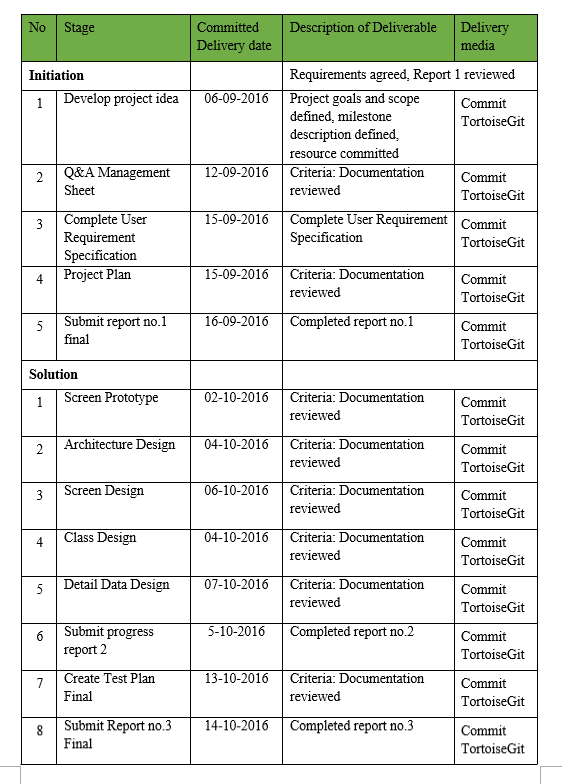 No Stage Committed Delivery date Description of Deliverable Delivery media
Initiation Requirements agreed, Report 1 reviewed
1 Develop project idea 06-09-2016 Project goals and scope defined, milestone description defined, resource committed Commit TortoiseGit
2 Q&A Management Sheet 12-09-2016 Criteria: Documentation reviewed Commit TortoiseGit
3 Complete User Requirement Specification 15-09-2016 Complete User Requirement Specification Commit TortoiseGit
4 Project Plan 15-09-2016 Criteria: Documentation reviewed Commit TortoiseGit
5 Submit report no.1 final 16-09-2016 Completed report no.1 Commit TortoiseGit
Solution
1 Screen Prototype 02-10-2016 Criteria: Documentation reviewed Commit TortoiseGit
2 Architecture Design 04-10-2016 Criteria: Documentation reviewed Commit TortoiseGit
3 Screen Design 06-10-2016 Criteria: Documentation reviewed Commit TortoiseGit
4 Class Design 04-10-2016 Criteria: Documentation reviewed Commit TortoiseGit
5 Detail Data Design 07-10-2016 Criteria: Documentation reviewed Commit TortoiseGit
6 Submit progress report 2 5-10-2016 Completed report no.2 Commit TortoiseGit
7 Create Test Plan Final 13-10-2016 Criteria: Documentation reviewed Commit TortoiseGit
8 Submit Report no.3 Final 14-10-2016 Completed report no.3 Commit TortoiseGit